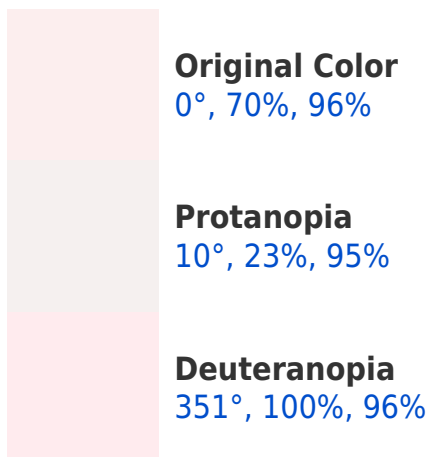 Original Color
0°, 70%, 96%
Protanopia
10°, 23%, 95%
Deuteranopia
351°, 100%, 96%